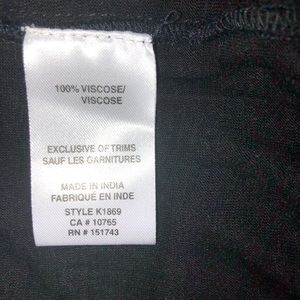 100% VISCOSE/
VISCOSE
EXCLUSIVE OF TRIMS
SAUF LES GARNITURES
MADE IN INDIA
FABRIQUÉ EN INDE
STYLE K1869
CA # 10765
RN # 151743